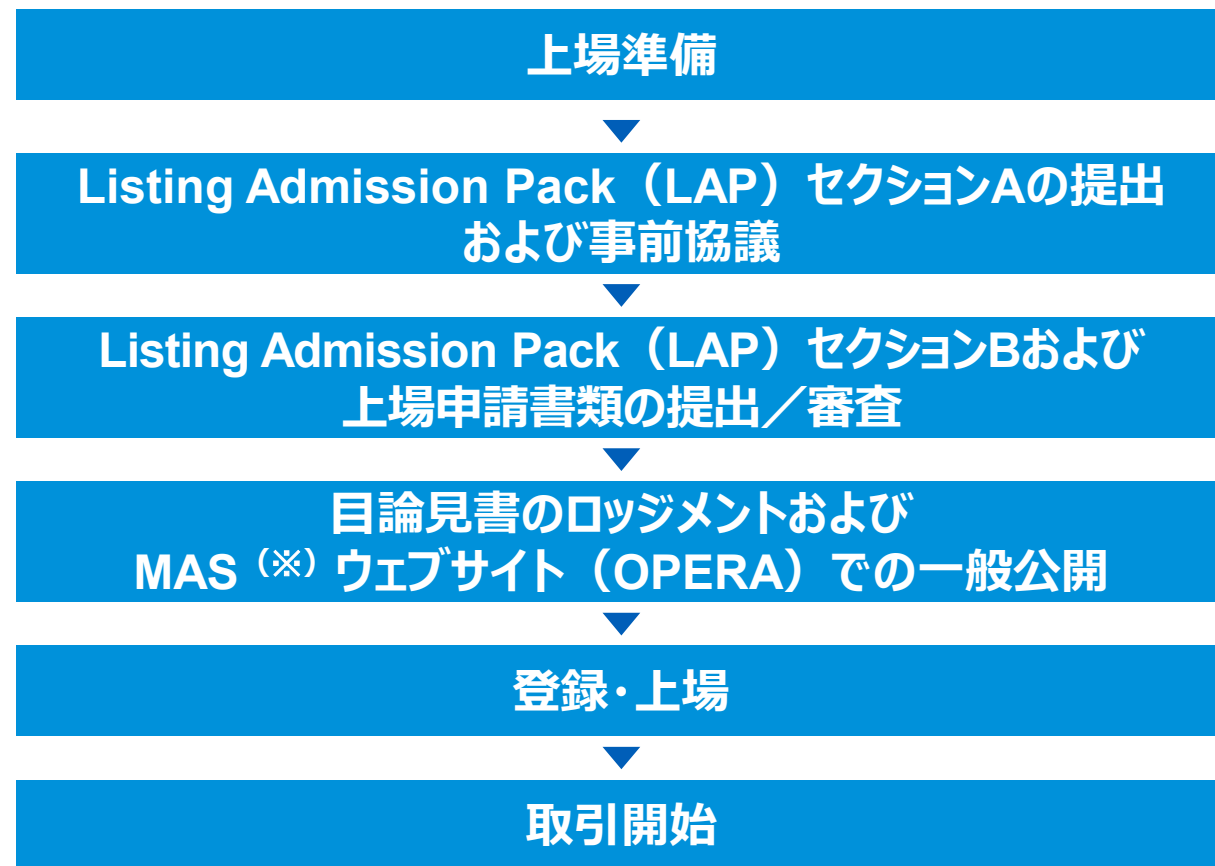 上場準備
Listing Admission Pack（LAP）セクションAの提出
および事前協議
Listing Admission Pack（LAP）セクションBおよび
上場申請書類の提出／審査
目論見書のロッジメントおよび
MAS（※）ウェブサイト（OPERA）での一般公開
登録・上場
取引開始